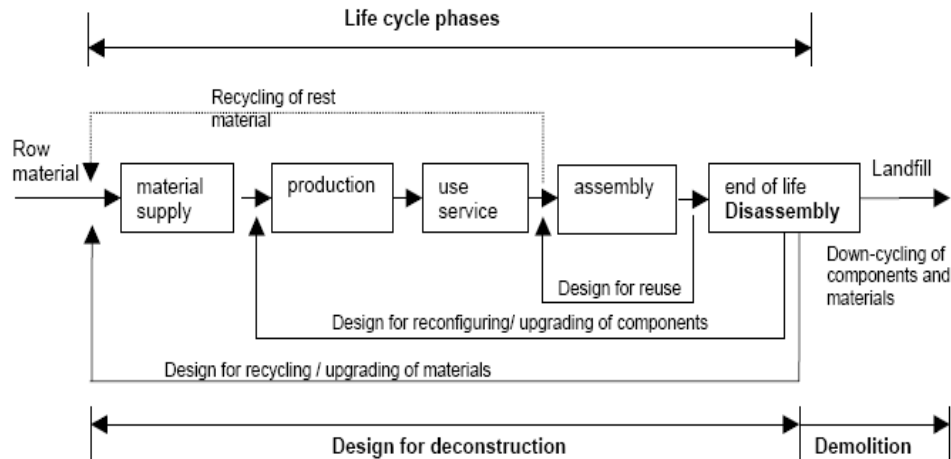 Life cycle phases
Recycling of rest
material
Row
material
material
supply
production
use
service
assembly
end of life
Disassembly
Landfill
Down-cycling of
components and
materials
Design for reuse
Design for reconfiguring/ upgrading of components
Design for recycling / upgrading of materials
Design for deconstruction
Demolition